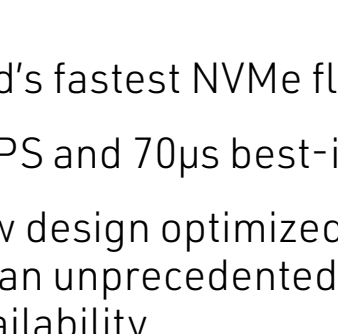 d's fastest NVMe fl
PS and 70µs best-i
w design optimized
an unprecedented
ailability